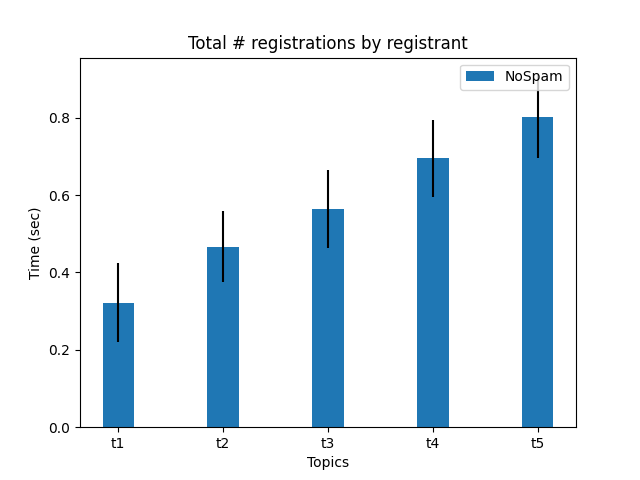 Total # registrations by registrant
NoSpam
Time (sec)
0.8
0.6
0.4
0.2
0.0
t1 t2 t3 t4 t5
Topics